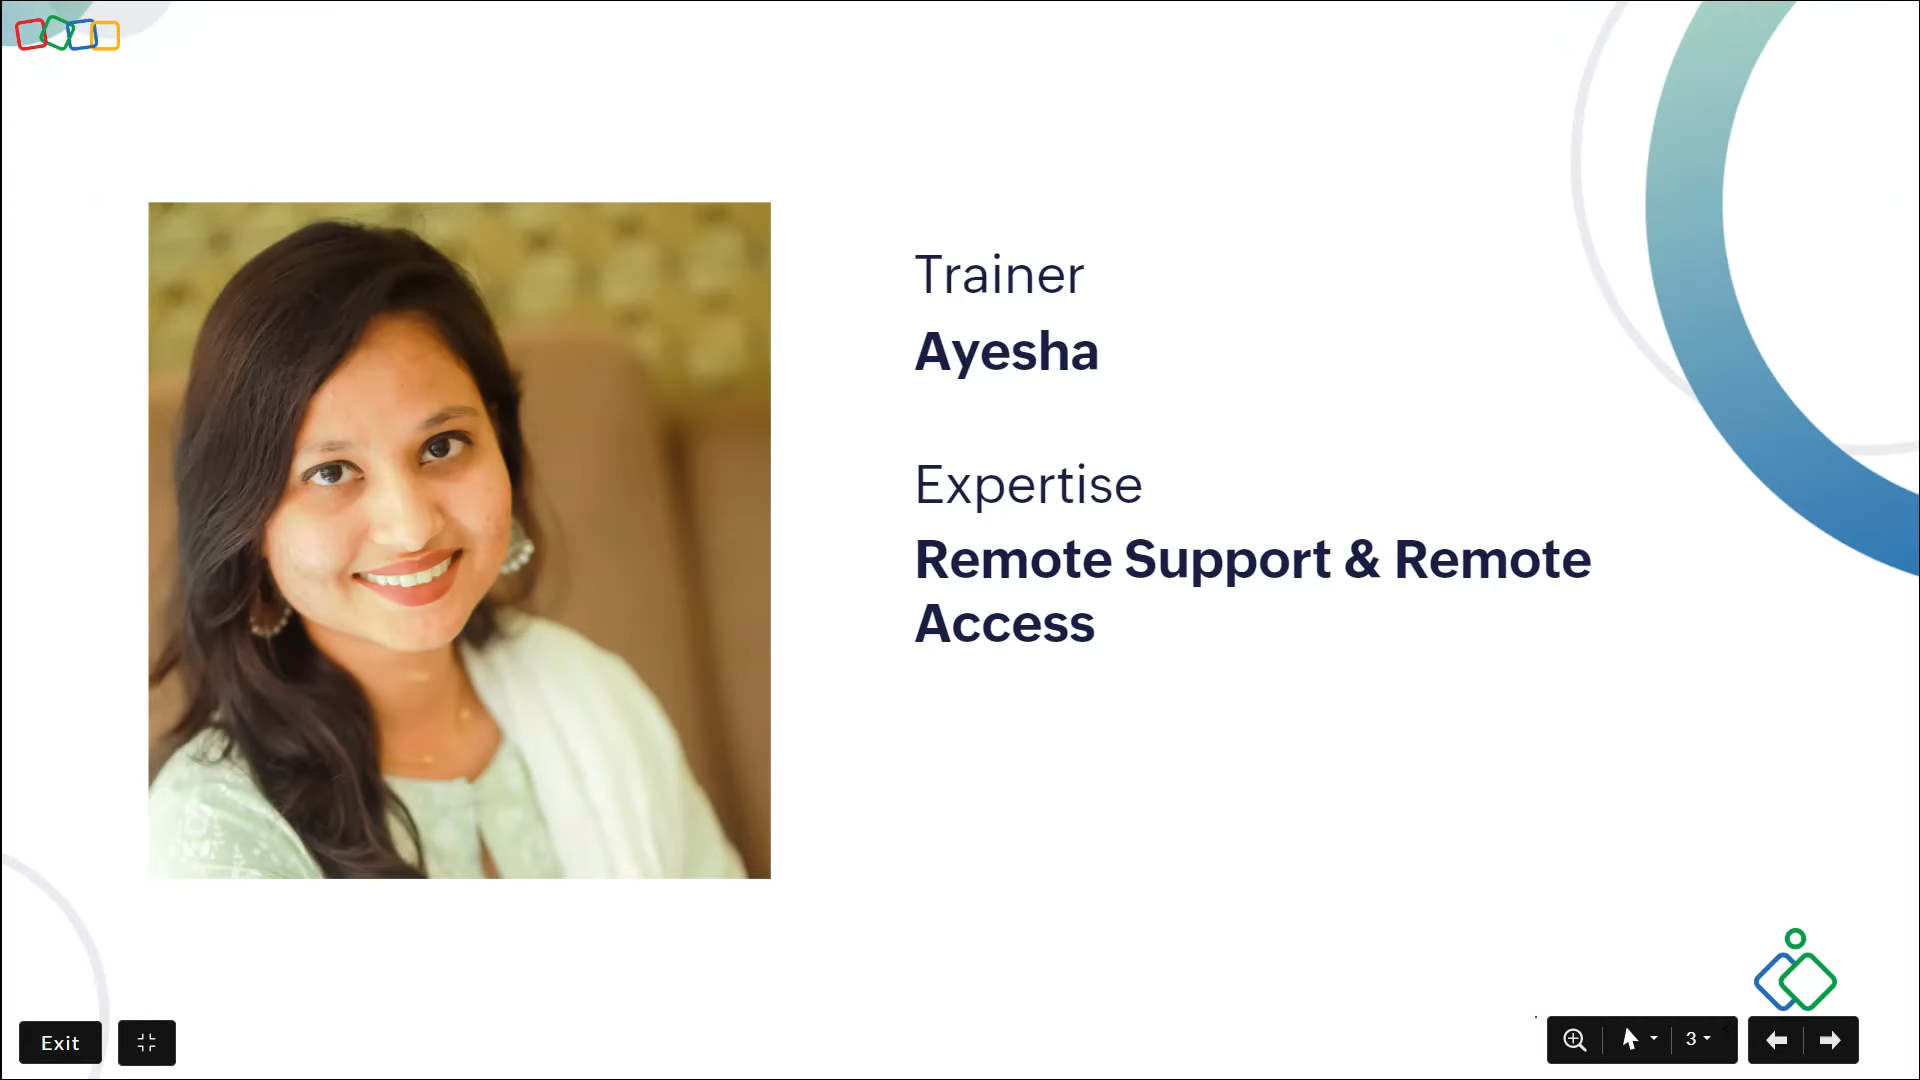 Trainer
Ayesha
Expertise
Remote Support & Remote
Access
Exit
3